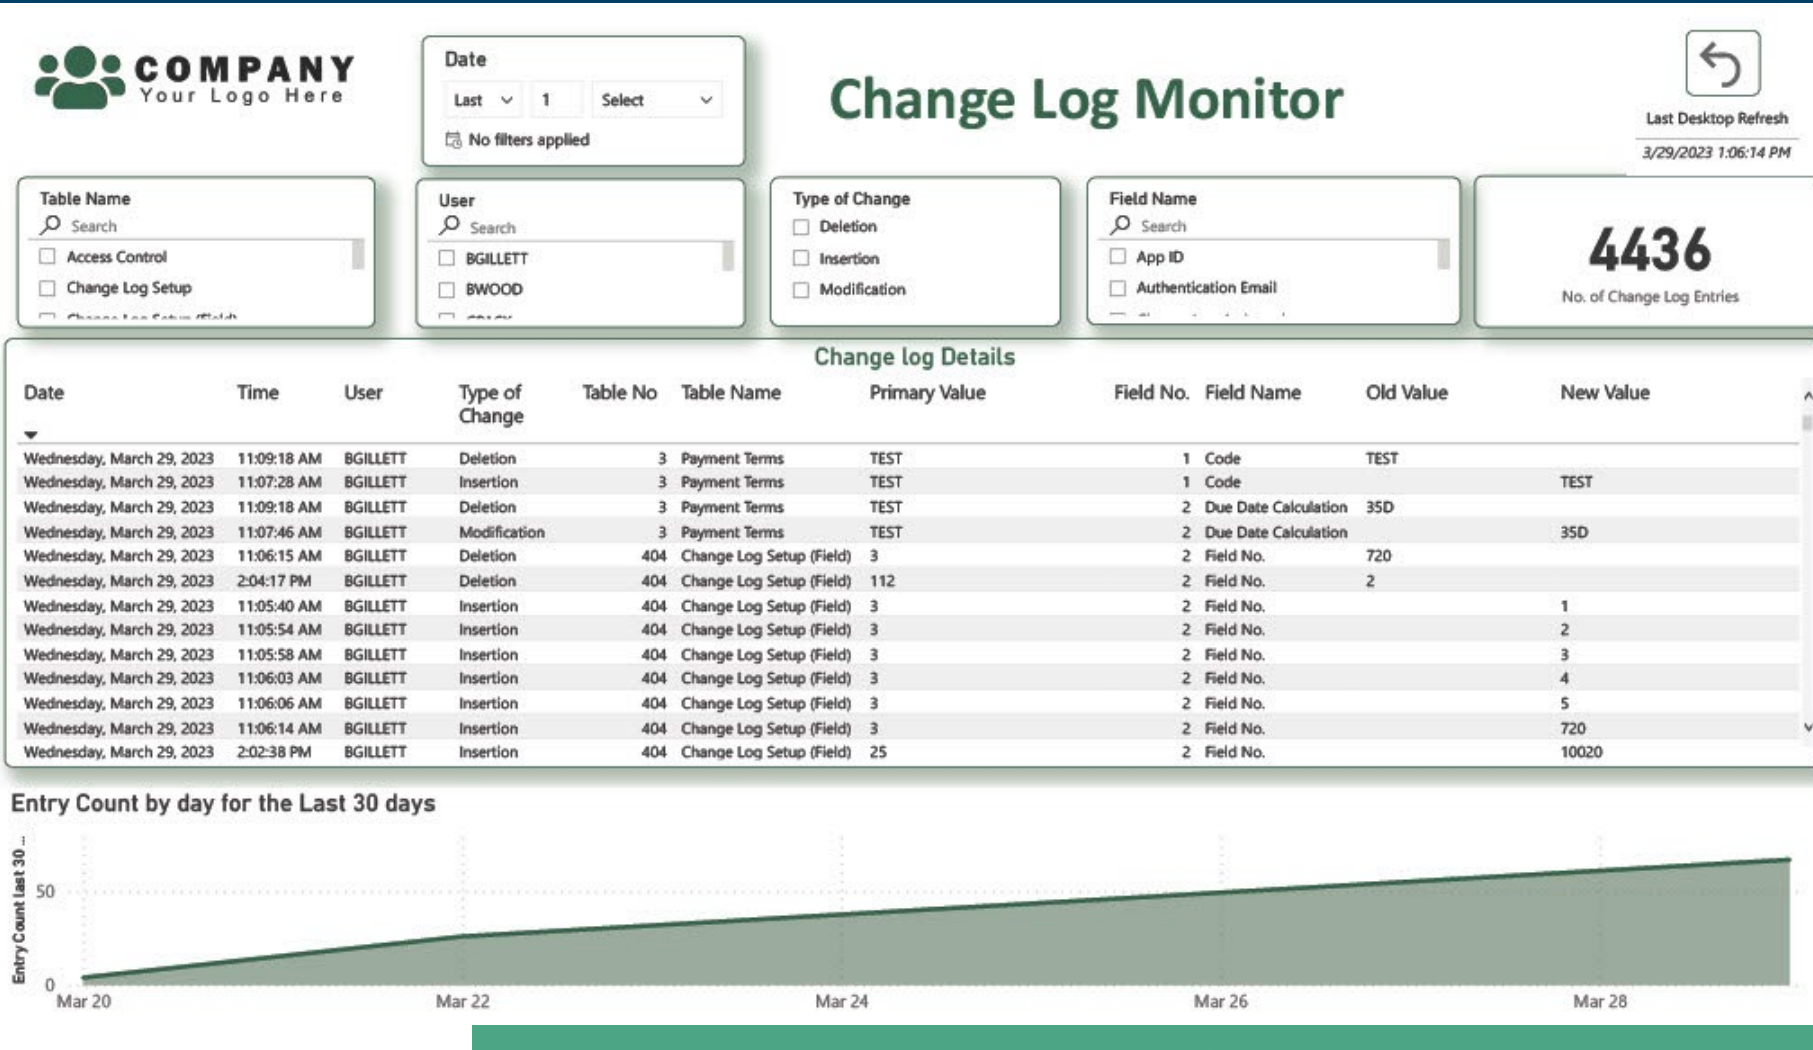 COMPANY
Your Logo Here
Date
Last 1 Select
No filters applied
Change Log Monitor
Last Desktop Refresh
3/29/2023 1:06:14 PM
Table Name
Search
Access Control
Change Log Setup
Change Log Setup (Field)
User
Search
BGILLETT
BWOOD
Type of Change
Deletion
Insertion
Modification
Field Name
Search
App ID
Authentication Email
4436
No. of Change Log Entries
Change log Details
Date Time User Type of Change Table No Table Name Primary Value Field No. Field Name Old Value New Value
Wednesday, March 29, 2023 11:09:18 AM BGILLETT Deletion 3 Payment Terms TEST 1 Code TEST
Wednesday, March 29, 2023 11:07:28 AM BGILLETT Insertion 3 Payment Terms TEST 1 Code TEST
Wednesday, March 29, 2023 11:09:18 AM BGILLETT Deletion 3 Payment Terms TEST 2 Due Date Calculation 35D
Wednesday, March 29, 2023 11:07:46 AM BGILLETT Modification 3 Payment Terms TEST 2 Due Date Calculation 35D
Wednesday, March 29, 2023 11:06:15 AM BGILLETT Deletion 404 Change Log Setup (Field) 3 2 Field No. 720
Wednesday, March 29, 2023 2:04:17 PM BGILLETT Deletion 404 Change Log Setup (Field) 112 2 Field No. 2
Wednesday, March 29, 2023 11:05:40 AM BGILLETT Insertion 404 Change Log Setup (Field) 3 2 Field No. 1
Wednesday, March 29, 2023 11:05:54 AM BGILLETT Insertion 404 Change Log Setup (Field) 3 2 Field No. 2
Wednesday, March 29, 2023 11:05:58 AM BGILLETT Insertion 404 Change Log Setup (Field) 3 2 Field No. 3
Wednesday, March 29, 2023 11:06:03 AM BGILLETT Insertion 404 Change Log Setup (Field) 3 2 Field No. 4
Wednesday, March 29, 2023 11:06:06 AM BGILLETT Insertion 404 Change Log Setup (Field) 3 2 Field No. 5
Wednesday, March 29, 2023 11:06:14 AM BGILLETT Insertion 404 Change Log Setup (Field) 3 2 Field No. 720
Wednesday, March 29, 2023 2:02:38 PM BGILLETT Insertion 404 Change Log Setup (Field) 25 2 Field No. 10020
Entry Count by day for the Last 30 days
Entry Count last 30 ...
50
0
Mar 20 Mar 22 Mar 24 Mar 26 Mar 28